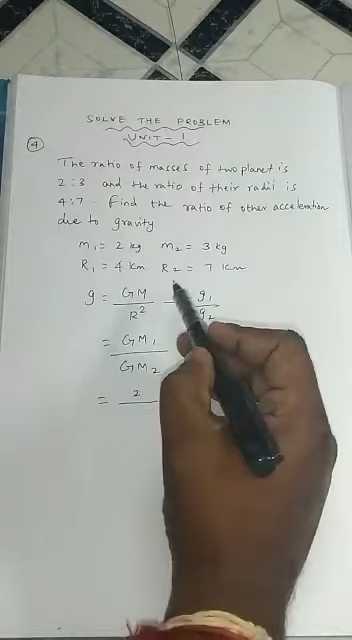 SOLVE THE PROBLEM
UNIT - 1
4
The ratio of masses of two planet is
2:3 and the ratio of their radii is
4:7. Find the ratio of other acceleration
due to gravity
m₁ = 2 kg m₂ = 3 kg
R₁ = 4 km R₂ = 7 km
g = GM / R² g₁ / g₂
= GM₁ / GM₂
= 2